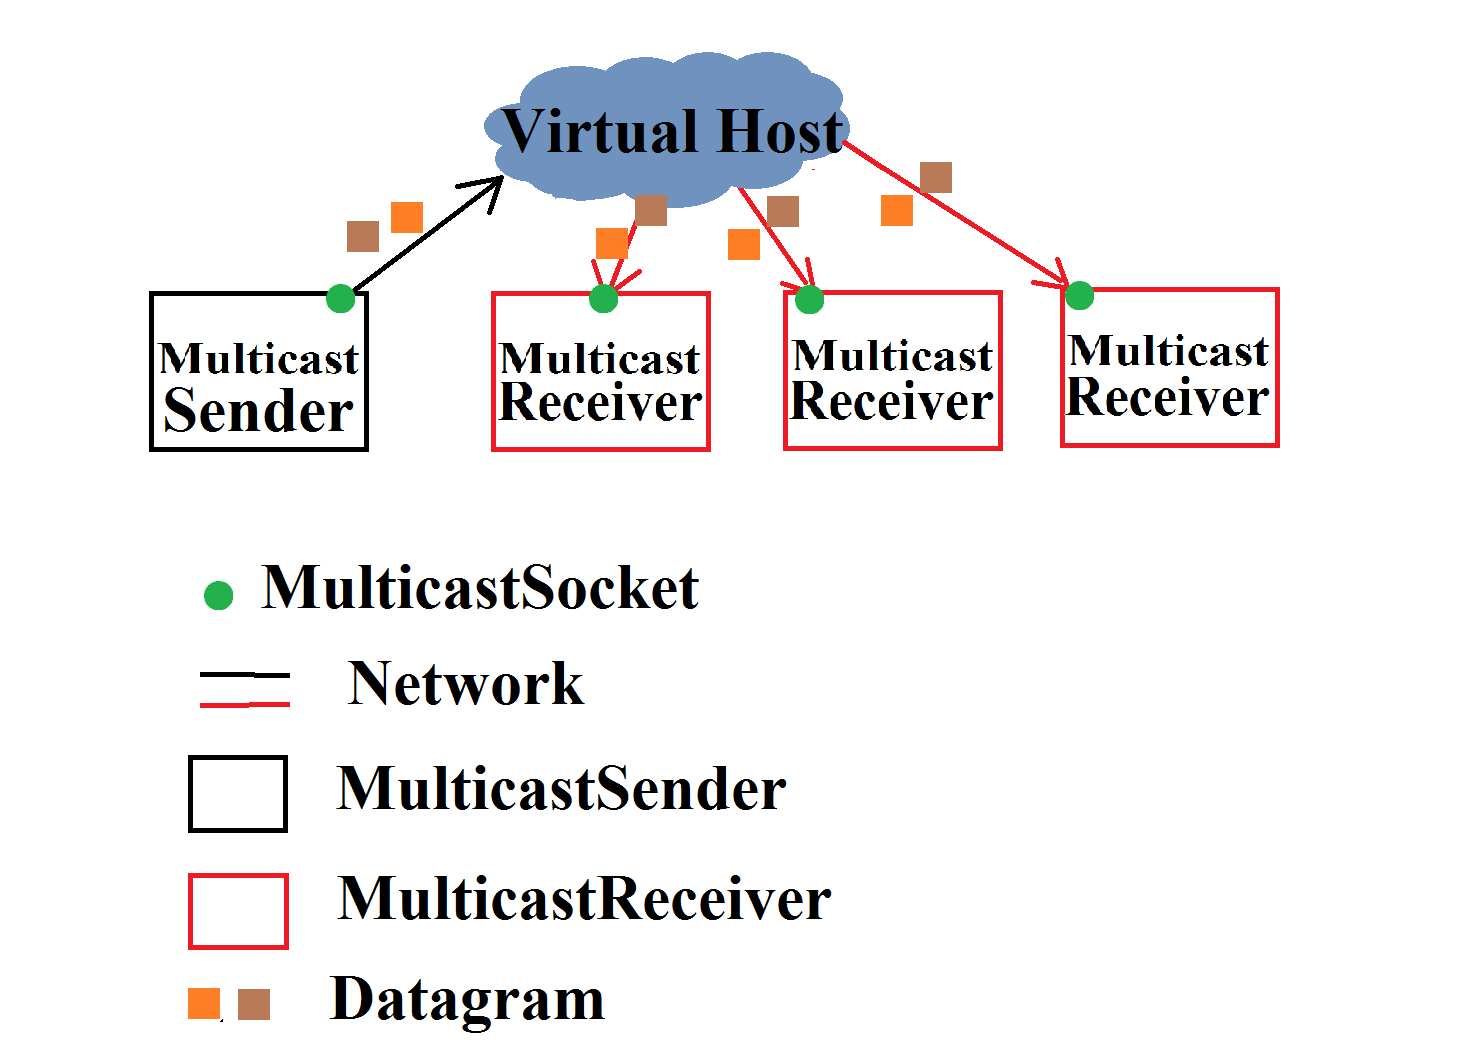 Virtual Host
Multicast
Sender
Multicast
Receiver
Multicast
Receiver
Multicast
Receiver
MulticastSocket
Network
MulticastSender
MulticastReceiver
Datagram